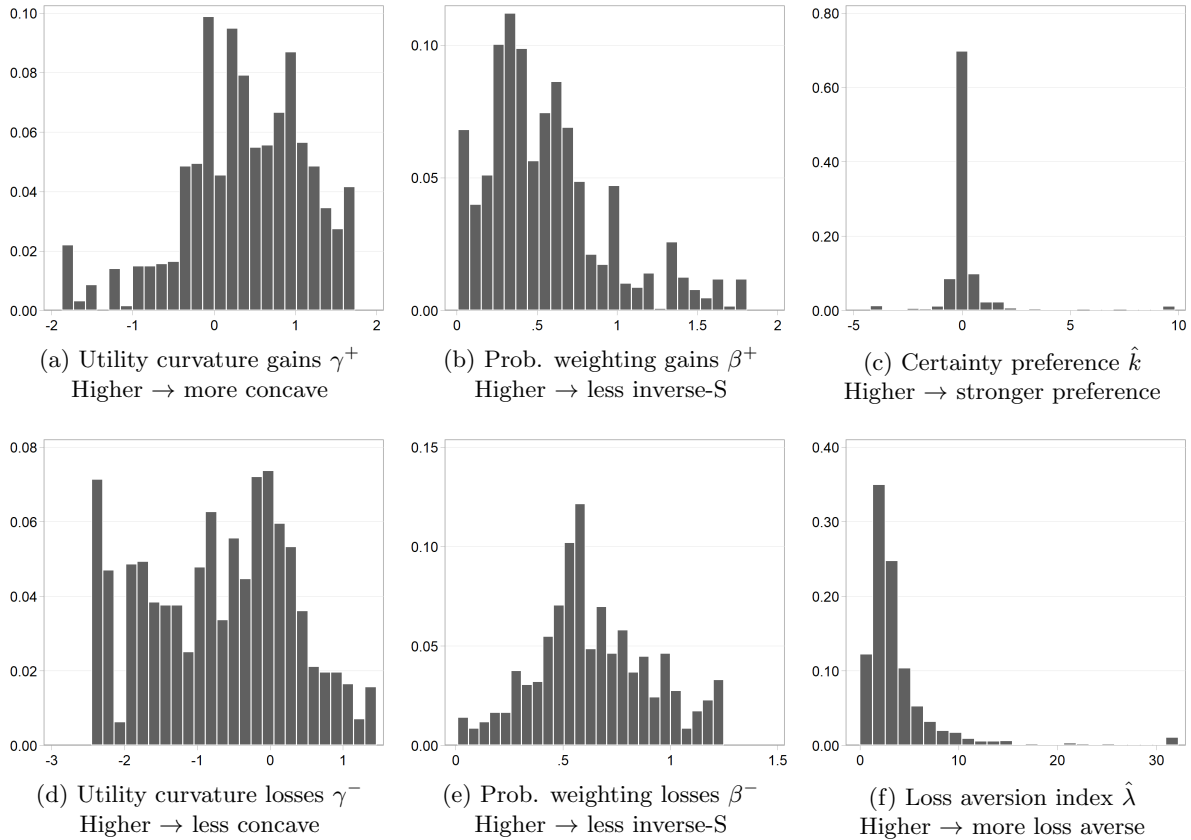 0.10
0.08
0.06
0.04
0.02
0.00
-2 -1 0 1 2
(a) Utility curvature gains γ⁺
Higher → more concave
0.10
0.05
0.00
0 .5 1 1.5 2
(b) Prob. weighting gains β⁺
Higher → less inverse-S
0.80
0.60
0.40
0.20
0.00
-5 0 5 10
(c) Certainty preference k̂
Higher → stronger preference
0.08
0.06
0.04
0.02
0.00
-3 -2 -1 0 1
(d) Utility curvature losses γ⁻
Higher → less concave
0.15
0.10
0.05
0.00
0 .5 1 1.5
(e) Prob. weighting losses β⁻
Higher → less inverse-S
0.40
0.30
0.20
0.10
0.00
0 10 20 30
(f) Loss aversion index λ̂
Higher → more loss averse